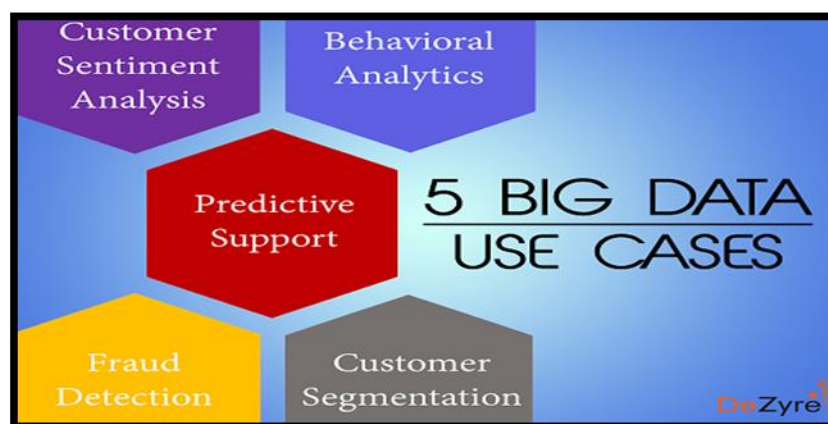 Customer
Sentiment
Analysis
Behavioral
Analytics
Predictive
Support
5 BIG DATA
USE CASES
Fraud
Detection
Customer
Segmentation
DeZyre